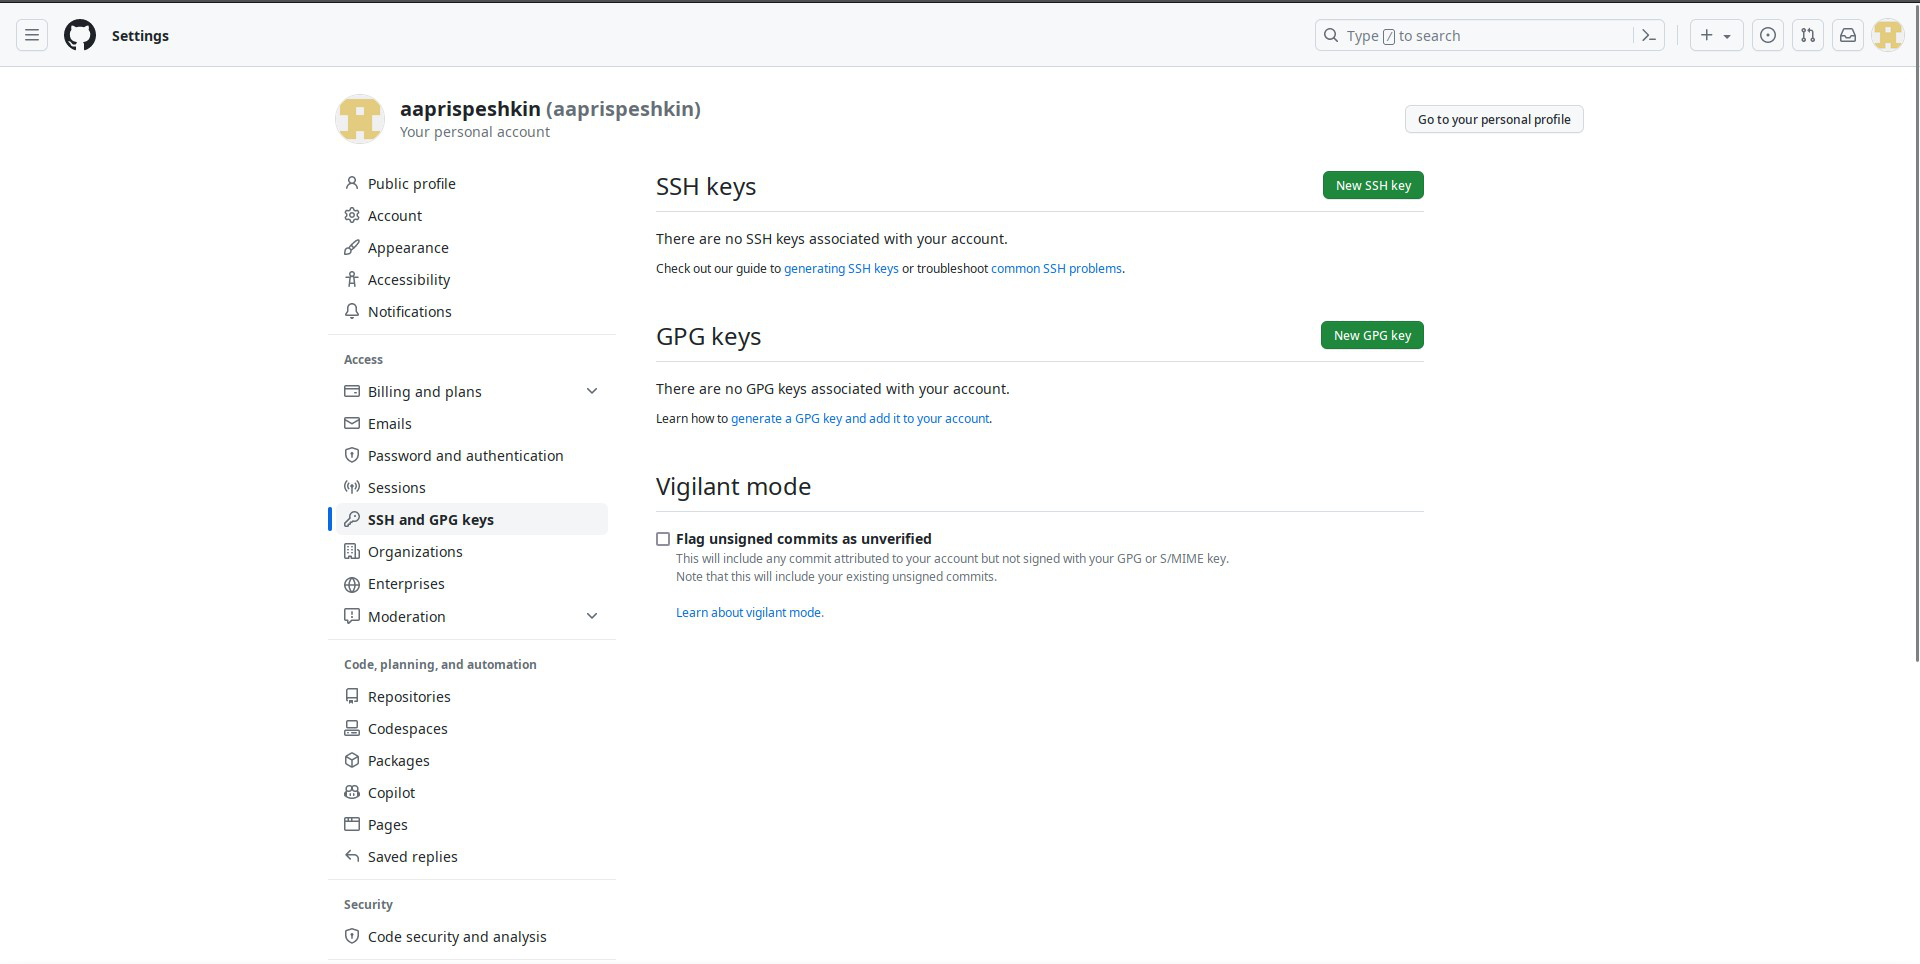 Settings
Type / to search
aaprispeshkin (aaprispeshkin)
Your personal account
Go to your personal profile
Public profile
Account
Appearance
Accessibility
Notifications
Access
Billing and plans
Emails
Password and authentication
Sessions
SSH and GPG keys
Organizations
Enterprises
Moderation
Code, planning, and automation
Repositories
Codespaces
Packages
Copilot
Pages
Saved replies
Security
Code security and analysis
SSH keys
New SSH key
There are no SSH keys associated with your account.
Check out our guide to generating SSH keys or troubleshoot common SSH problems.
GPG keys
New GPG key
There are no GPG keys associated with your account.
Learn how to generate a GPG key and add it to your account.
Vigilant mode
Flag unsigned commits as unverified
This will include any commit attributed to your account but not signed with your GPG or S/MIME key.
Note that this will include your existing unsigned commits.
Learn about vigilant mode.